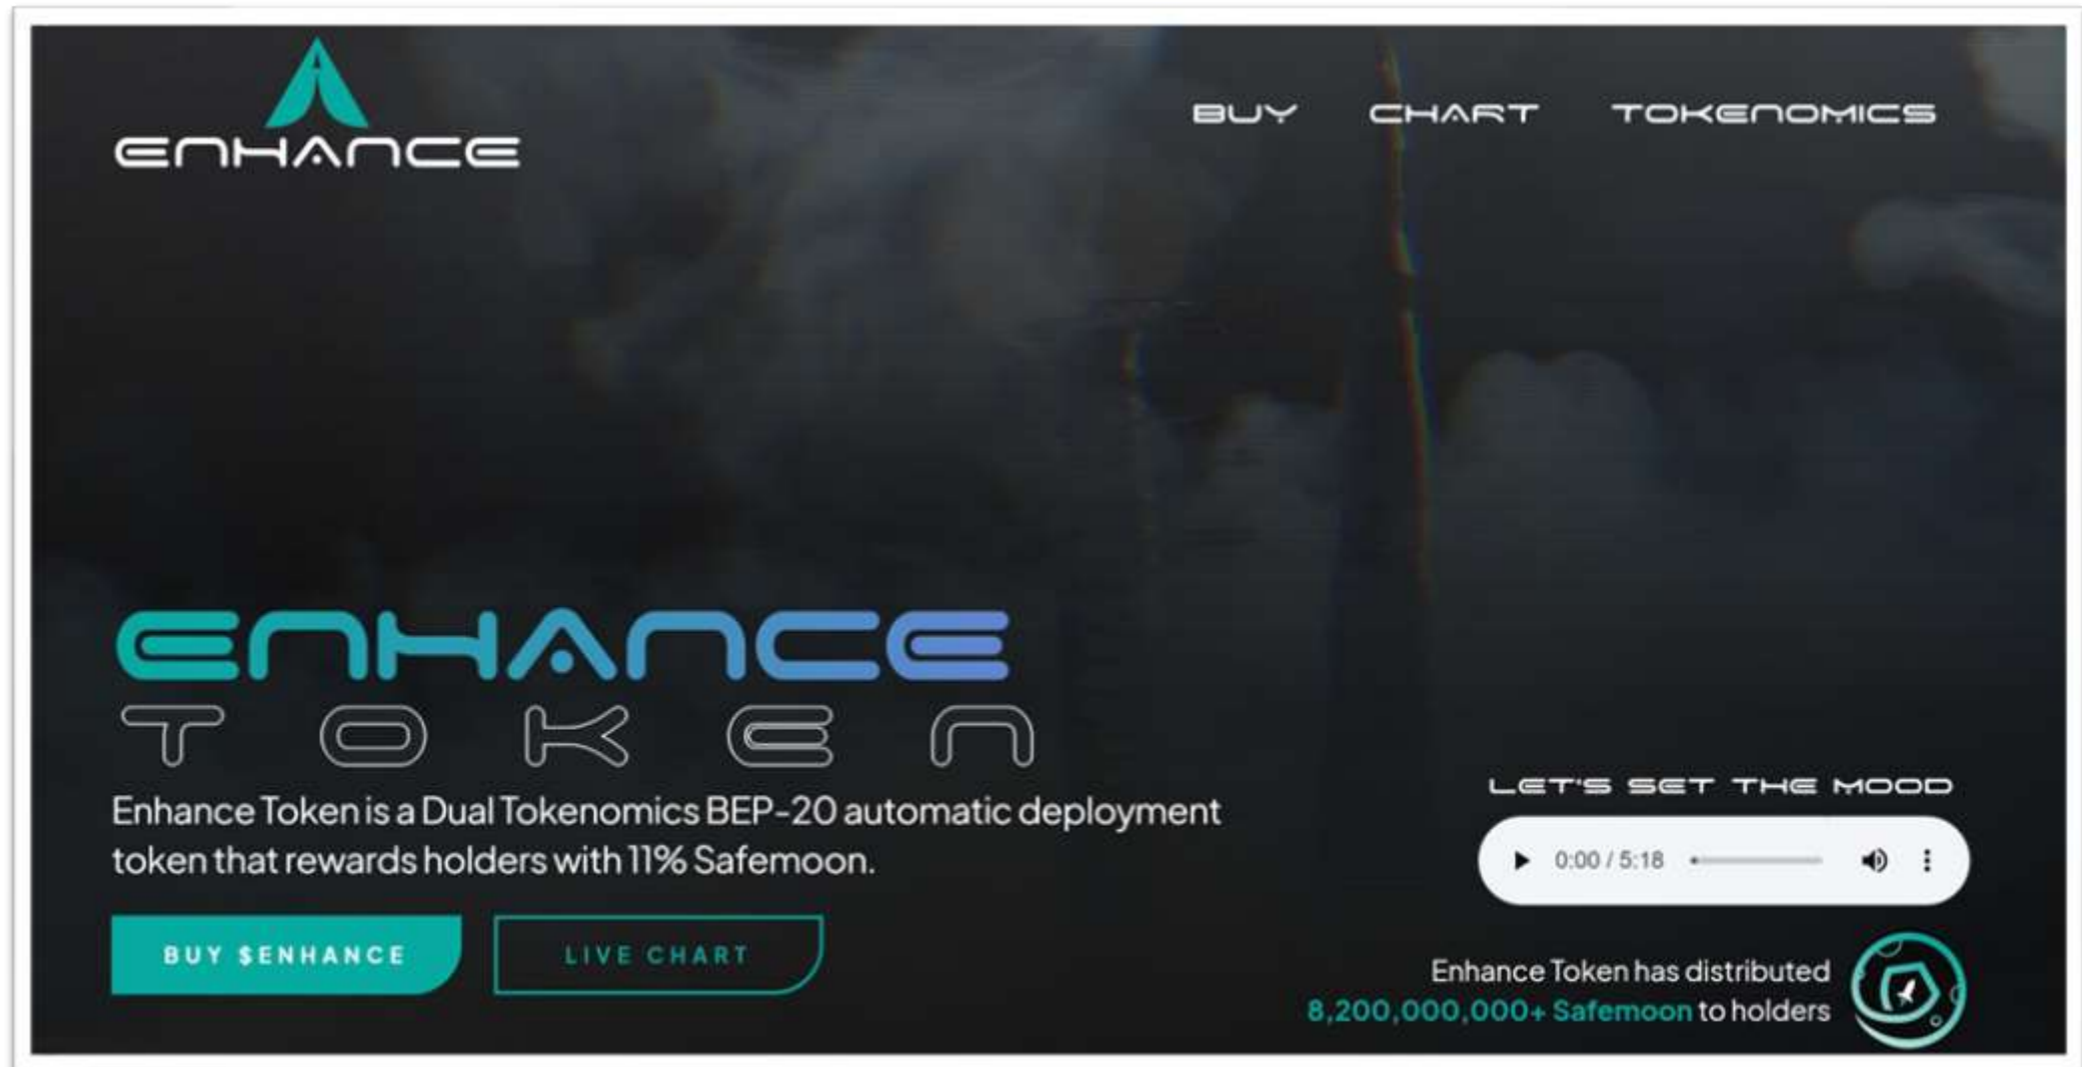 ENHANCE
BUY CHART TOKENOMICS
ENHANCE
TOKEN
Enhance Token is a Dual Tokenomics BEP-20 automatic deployment
token that rewards holders with 11% Safemoon.
BUY $ENHANCE LIVE CHART
LET'S SET THE MOOD
0:00 / 5:18
Enhance Token has distributed
8,200,000,000+ Safemoon to holders